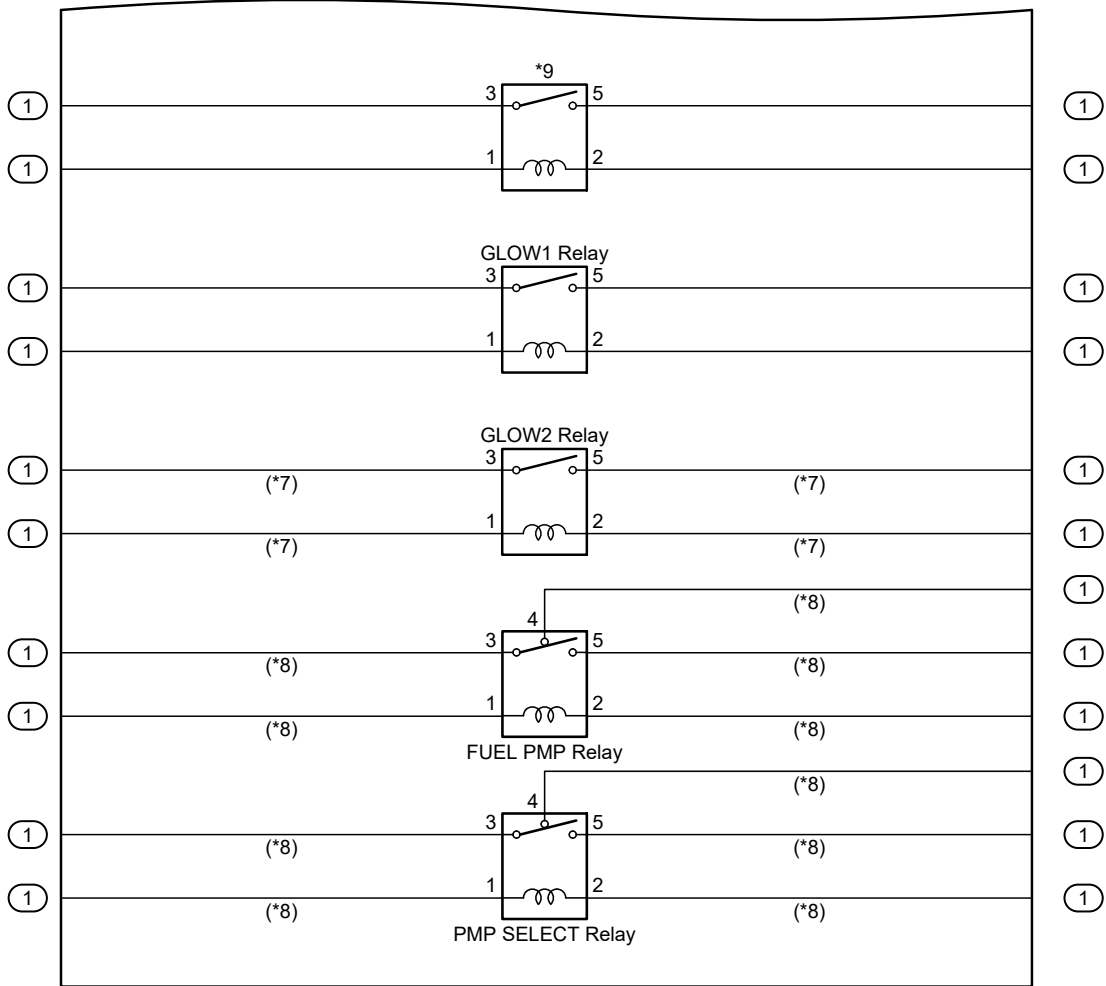 *9
1 3 5 1
1 1 2 1
GLOW1 Relay
1 3 5 1
1 1 2 1
GLOW2 Relay
1 3 5 1
(*7) (*7)
1 1 2 1
(*7) (*7)
1
(*8)
4
1 3 5 1
(*8) (*8)
1 1 2 1
(*8) (*8)
FUEL PMP Relay
1
(*8)
4
1 3 5 1
(*8) (*8)
1 1 2 1
(*8) (*8)
PMP SELECT Relay